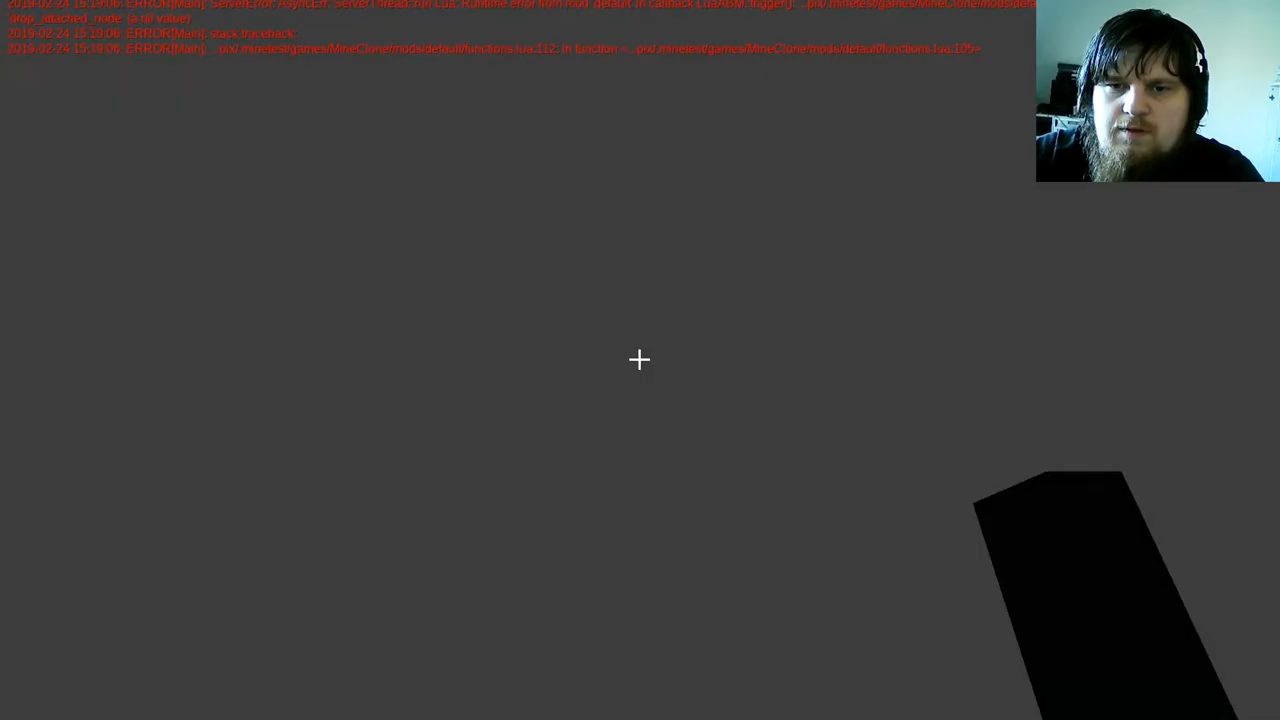 2019-02-24 15:19:06: ERROR[Main]: ServerError: AsyncErr: ServerThread::run Lua: Runtime error from mod 'default' in callback LuaABM::trigger(): ...pix/.minetest/games/MineClone/mods/defa
'drop_attached_node' (a nil value)
2019-02-24 15:19:06: ERROR[Main]: stack traceback:
2019-02-24 15:19:06: ERROR[Main]: ...pix/.minetest/games/MineClone/mods/default/functions.lua:112: in function <...pix/.minetest/games/MineClone/mods/default/functions.lua:105>